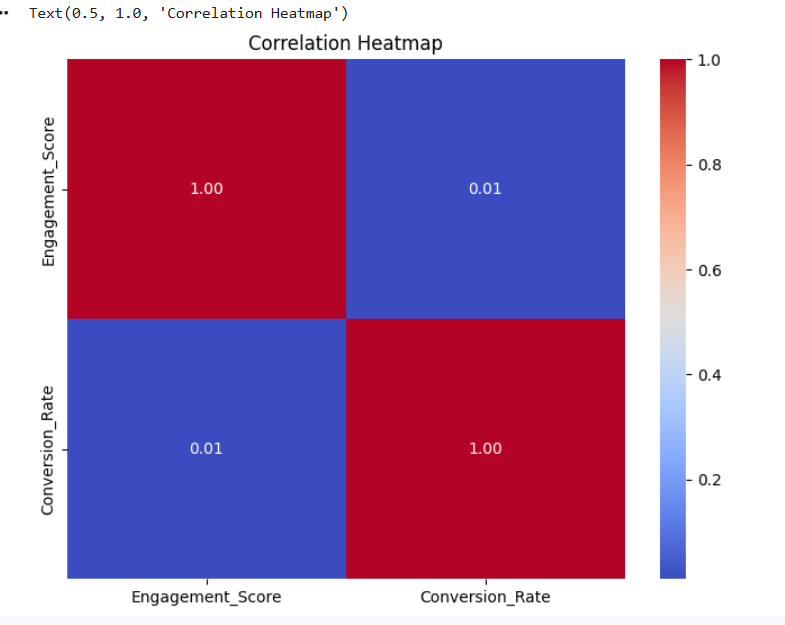 Text(0.5, 1.0, 'Correlation Heatmap')
Correlation Heatmap
Engagement_Score
1.00
0.01
Conversion_Rate
0.01
1.00
Engagement_Score
Conversion_Rate
1.0
0.8
0.6
0.4
0.2